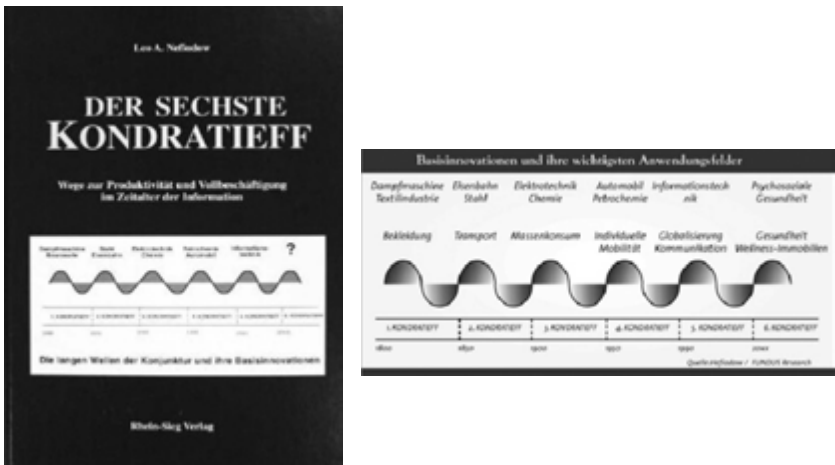 Leo A. Nefiodow
DER SECHSTE
KONDRATIEFF
Wege zur Produktivität und Vollbeschäftigung
im Zeitalter der Information
?
Die langen Wellen der Konjunktur und ihre Basisinnovationen
Rhein-Sieg Verlag
Basisinnovationen und ihre wichtigsten Anwendungsfelder
Dampfmaschine Eisenbahn Elektrotechnik Automobil Informationstech Psychosoziale
Textilindustrie Stahl Chemie Petrochemie nik Gesundheit
Bekleidung Transport Massenkonsum Individuelle Globalisierung Gesundheit
Mobilität Kommunikation Wellness-Immobilien
1. KONDRATIEFF 2. KONDRATIEFF 3. KONDRATIEFF 4. KONDRATIEFF 5. KONDRATIEFF 6. KONDRATIEFF
1800 1850 1900 1950 1990
Quelle: Nefiodow / FUNDUS Research